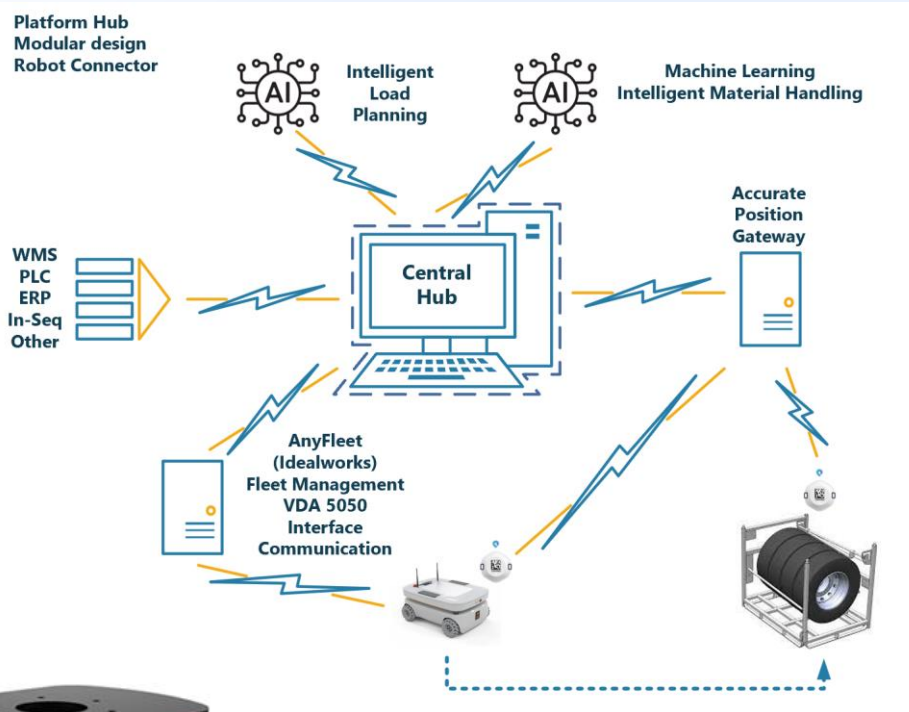 Platform Hub
Modular design
Robot Connector
AI
Intelligent
Load
Planning
AI
Machine Learning
Intelligent Material Handling
WMS
PLC
ERP
In-Seq
Other
Central
Hub
Accurate
Position
Gateway
AnyFleet
(Idealworks)
Fleet Management
VDA 5050
Interface
Communication